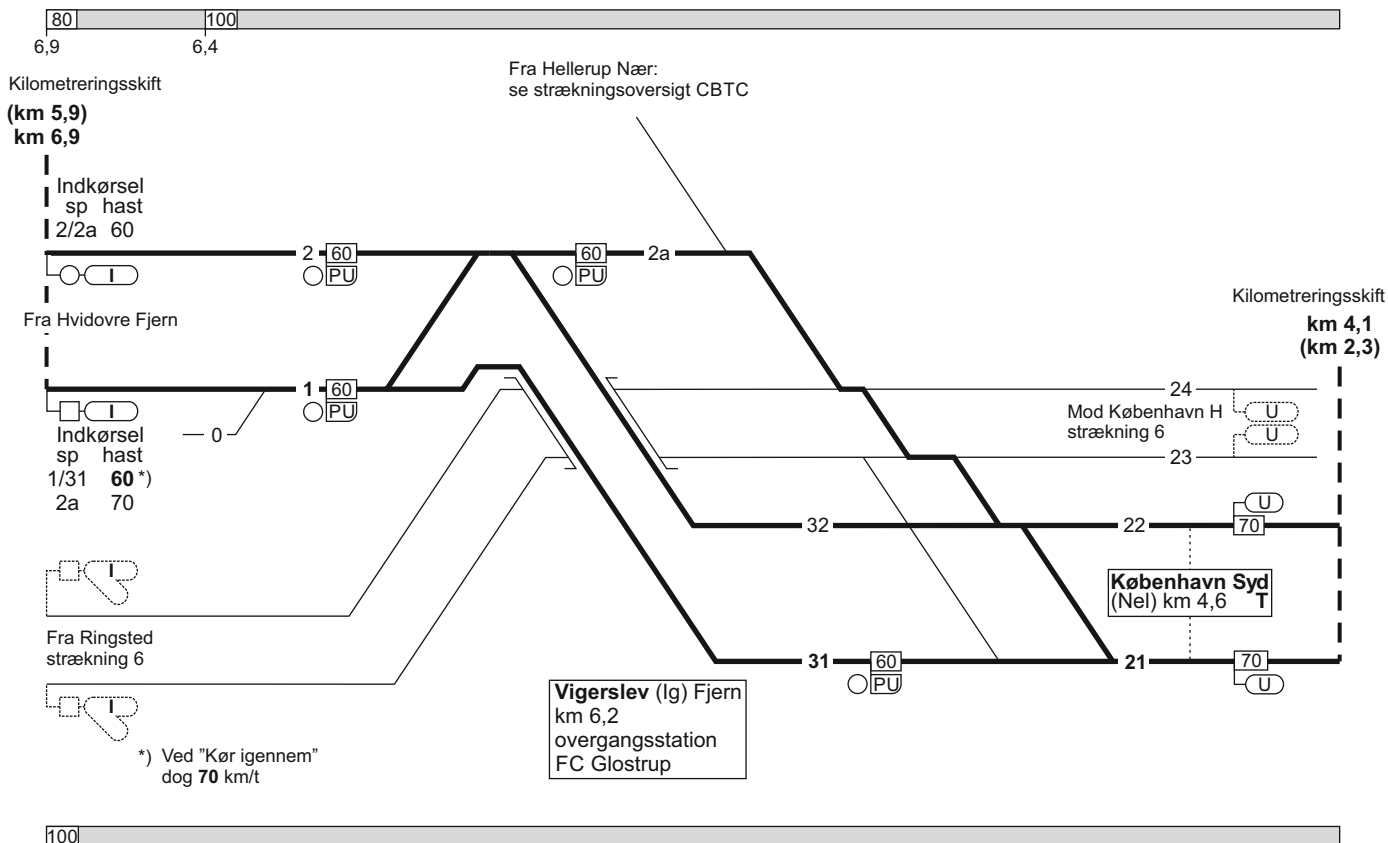 80
100
6,9
6,4
Kilometreringsskift
(km 5,9)
km 6,9
Fra Hellerup Nær:
se strækningsoversigt CBTC
Indkørsel
sp hast
2/2a 60
2
60
60
2a
I
PU
PU
Fra Hvidovre Fjern
Kilometreringsskift
km 4,1
(km 2,3)
1
60
24
I
PU
Mod København H
strækning 6
U
U
Indkørsel
sp hast
1/31 60 *)
2a 70
0
23
U
32
22
70
I
København Syd
(Nel) km 4,6 T
Fra Ringsted
strækning 6
31
60
21
70
PU
U
I
Vigerslev (Ig) Fjern
km 6,2
overgangsstation
FC Glostrup
*) Ved "Kør igennem"
dog 70 km/t
100